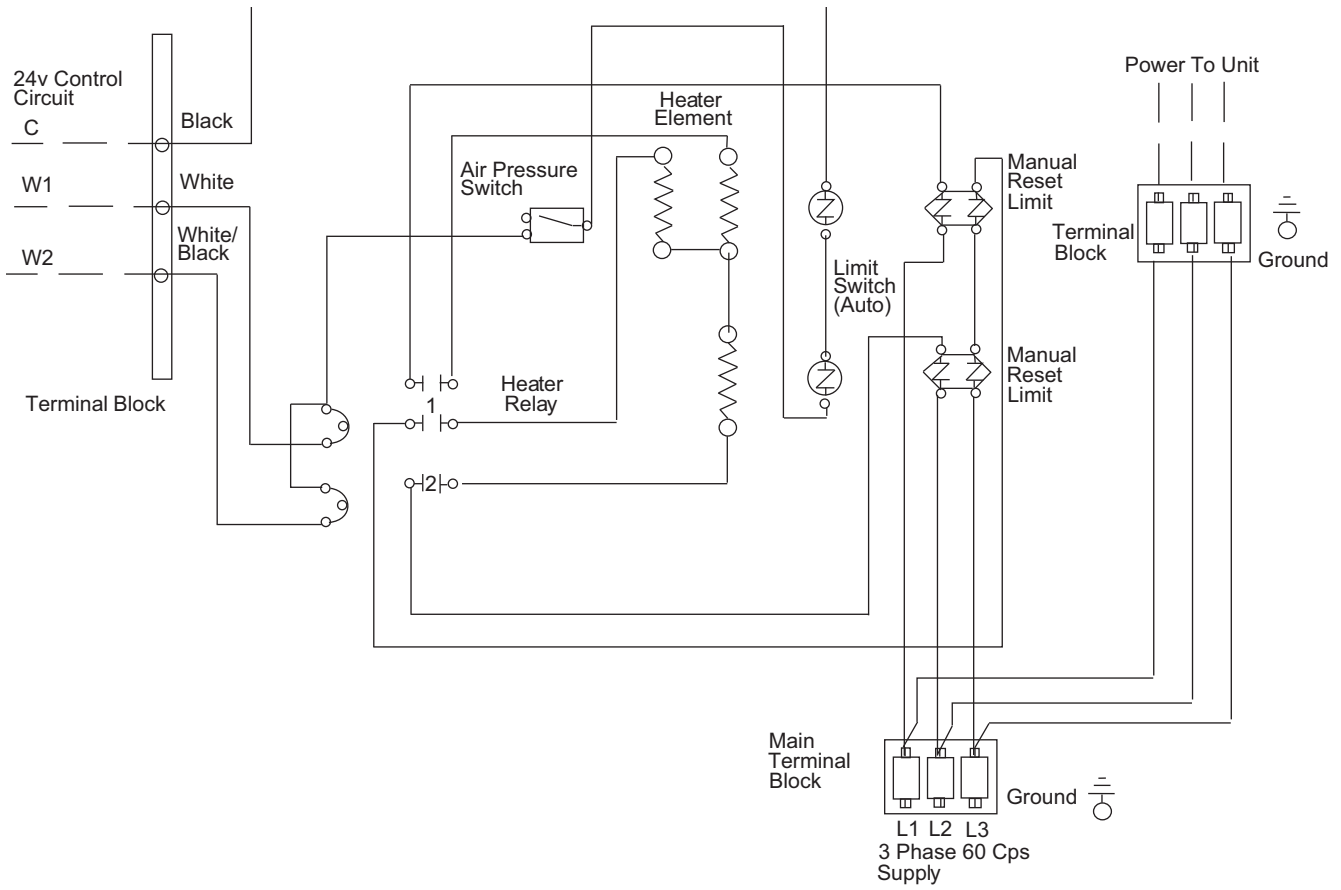 24v Control
Circuit
C
Black
W1
White
White/
Black
W2
Terminal Block
Air Pressure
Switch
Heater
Element
Heater
Relay
1
2
Limit
Switch
(Auto)
Manual
Reset
Limit
Manual
Reset
Limit
Power To Unit
Terminal
Block
Ground
Main
Terminal
Block
Ground
L1 L2 L3
3 Phase 60 Cps
Supply